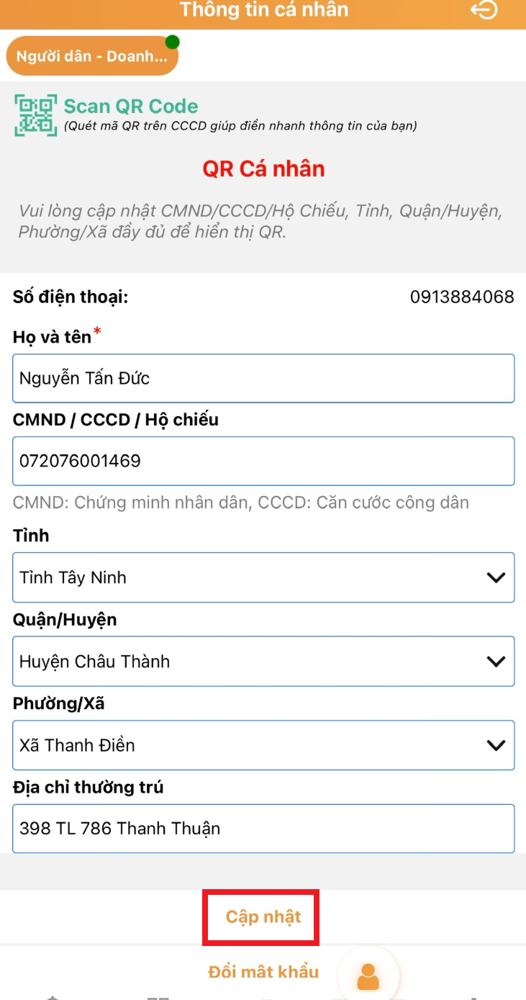 Thông tin cá nhân
Người dân - Doanh...
Scan QR Code
(Quét mã QR trên CCCD giúp điền nhanh thông tin của bạn)
QR Cá nhân
Vui lòng cập nhật CMND/CCCD/Hộ Chiếu, Tỉnh, Quận/Huyện,
Phường/Xã đầy đủ để hiển thị QR.
Số điện thoại:
0913884068
Họ và tên*
Nguyễn Tấn Đức
CMND / CCCD / Hộ chiếu
072076001469
CMND: Chứng minh nhân dân, CCCD: Căn cước công dân
Tỉnh
Tỉnh Tây Ninh
Quận/Huyện
Huyện Châu Thành
Phường/Xã
Xã Thanh Điền
Địa chỉ thường trú
398 TL 786 Thanh Thuận
Cập nhật
Đổi mật khẩu